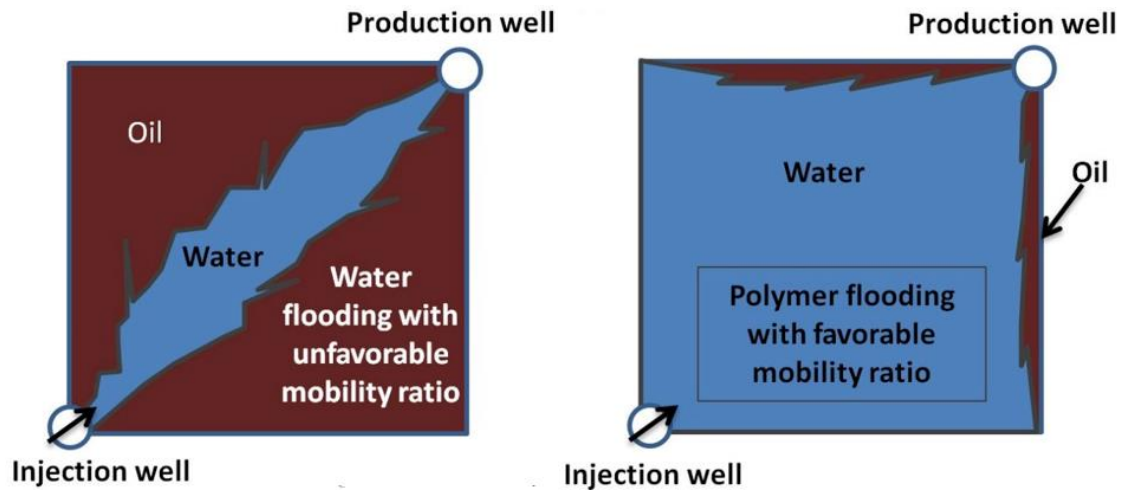 Production well
Oil
Water
Water
flooding with
unfavorable
mobility ratio
Injection well
Production well
Water
Oil
Polymer flooding
with favorable
mobility ratio
Injection well